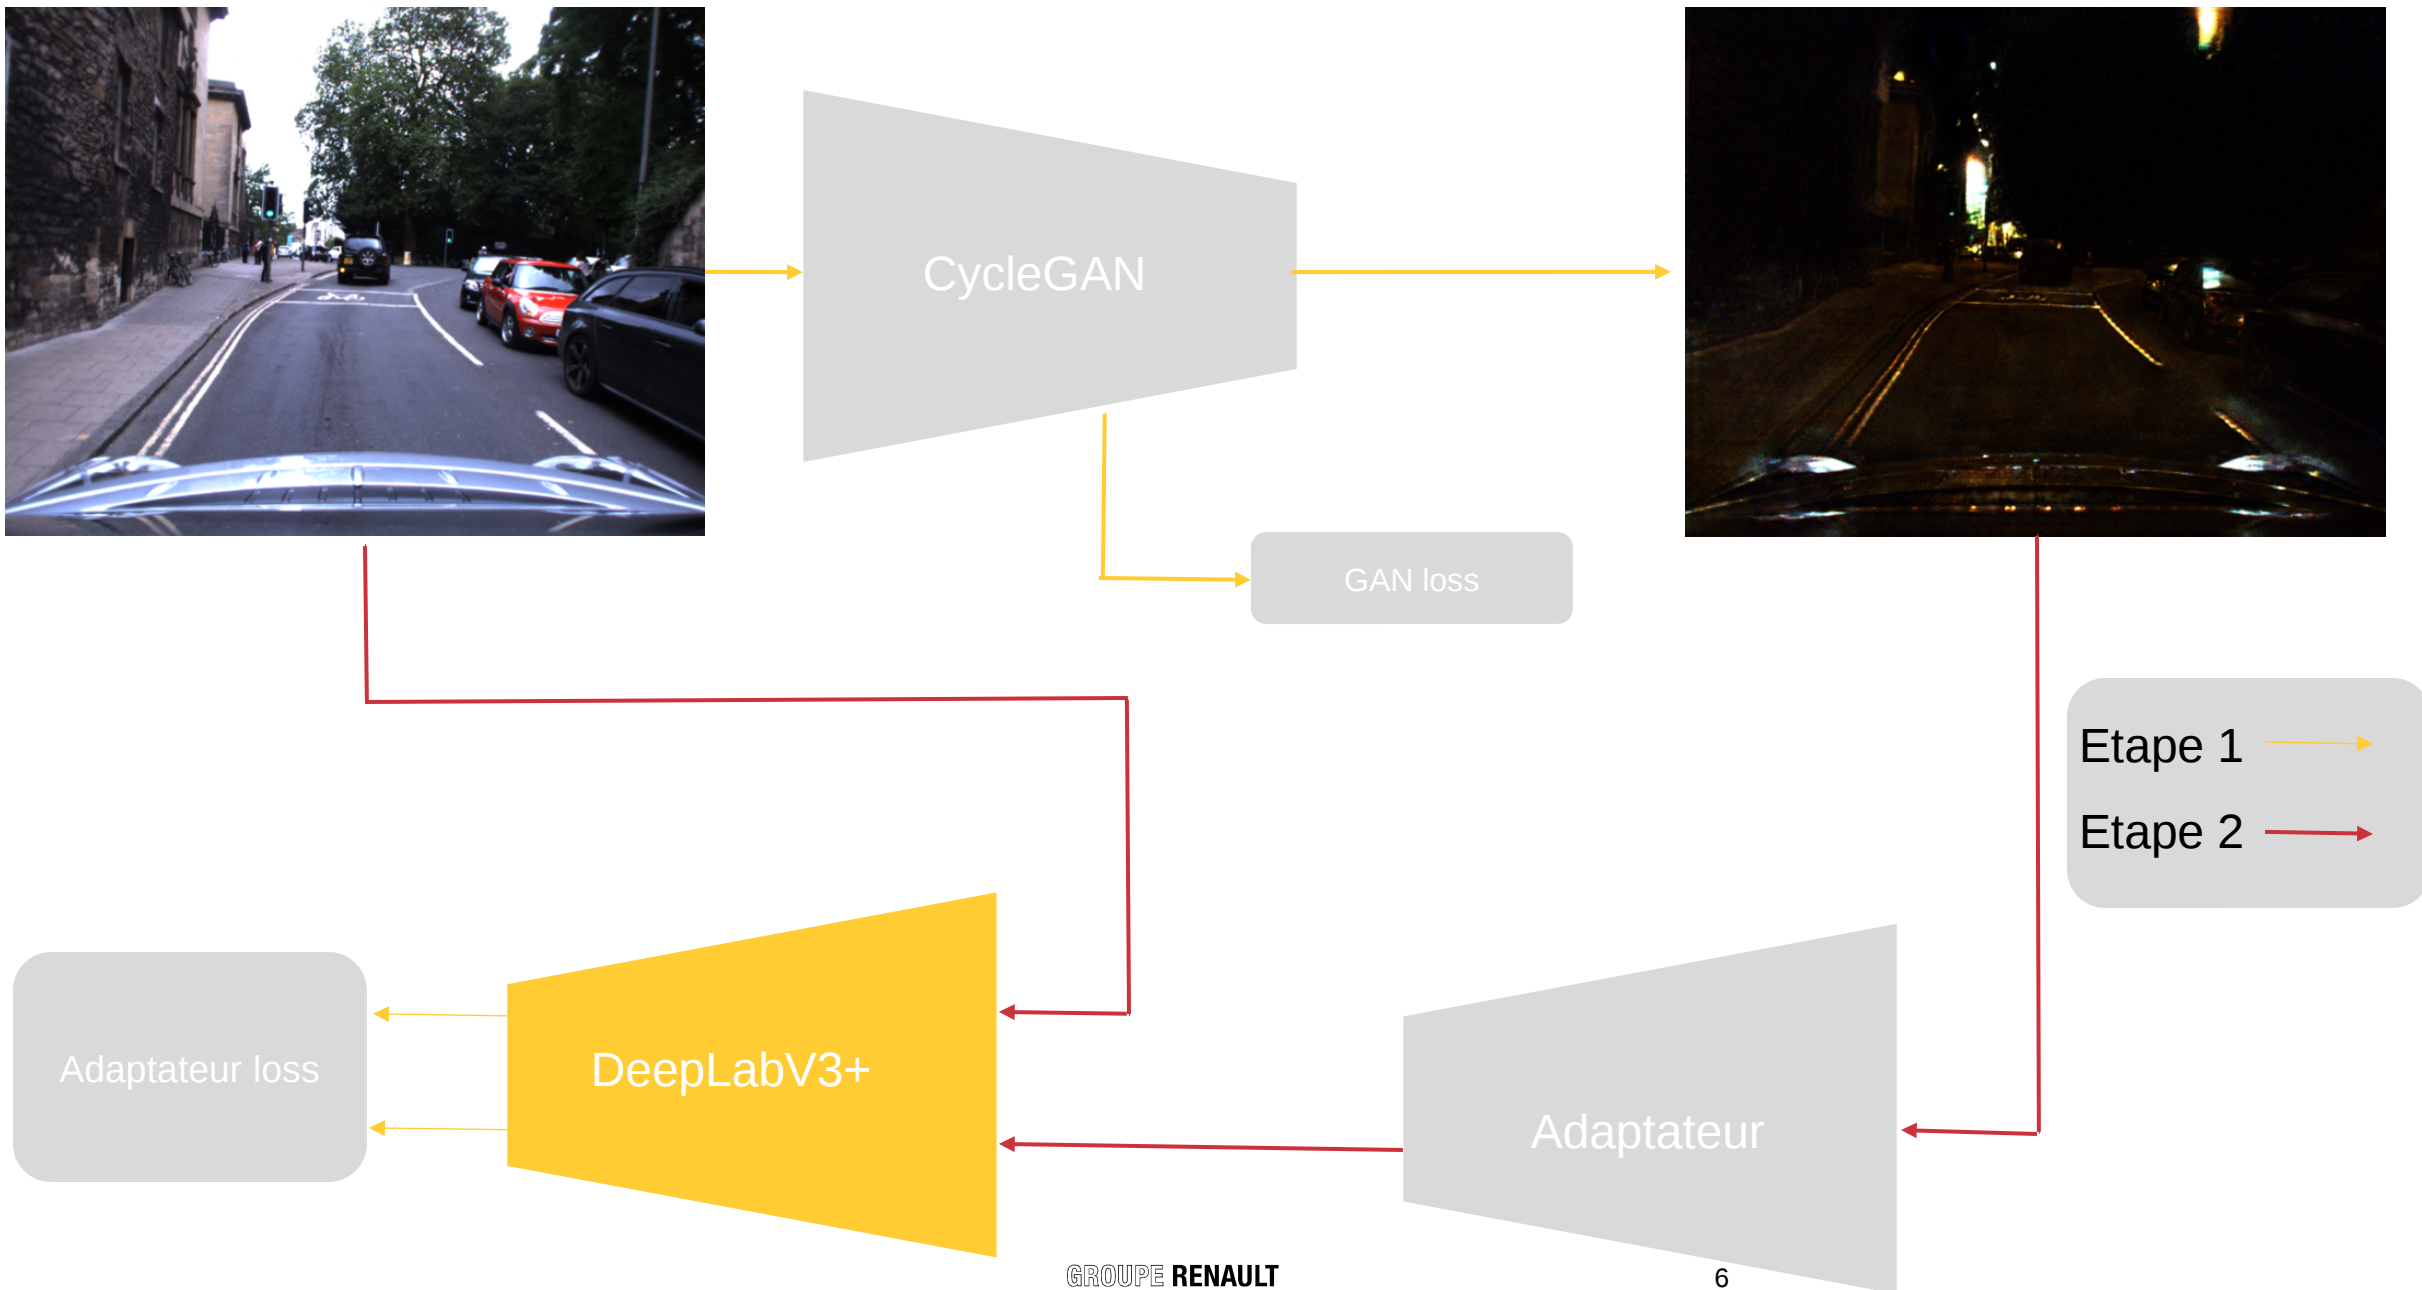 CycleGAN
GAN loss
Etape 1
Etape 2
Adaptateur loss
DeepLabV3+
Adaptateur
GROUPE RENAULT
6